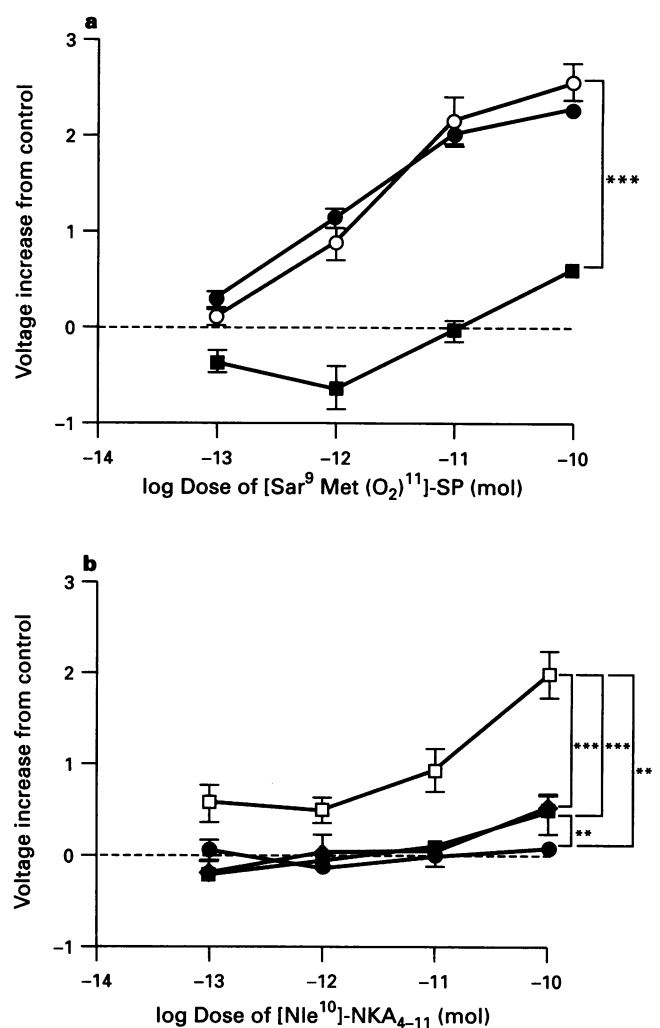 a
3
2
1
0
−1
Voltage increase from control
***
−14 −13 −12 −11 −10
log Dose of [Sar⁹ Met (O₂)¹¹]-SP (mol)
b
3
2
1
0
−1
Voltage increase from control
*** *** **
**
−14 −13 −12 −11 −10
log Dose of [Nle¹⁰]-NKA₄₋₁₁ (mol)